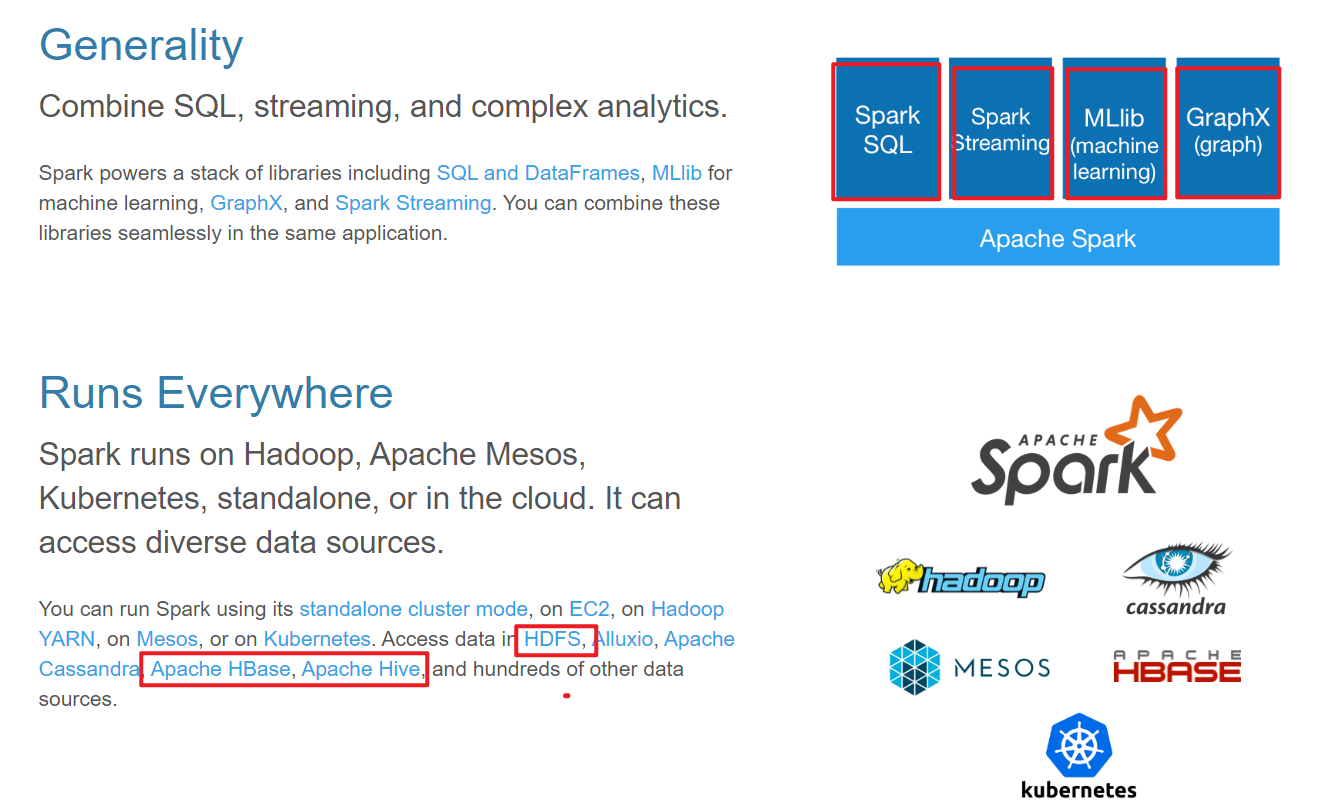 Generality
Combine SQL, streaming, and complex analytics.
Spark powers a stack of libraries including SQL and DataFrames, MLlib for
machine learning, GraphX, and Spark Streaming. You can combine these
libraries seamlessly in the same application.
Spark
SQL
Spark
Streaming
MLlib
(machine
learning)
GraphX
(graph)
Apache Spark
Runs Everywhere
Spark runs on Hadoop, Apache Mesos,
Kubernetes, standalone, or in the cloud. It can
access diverse data sources.
You can run Spark using its standalone cluster mode, on EC2, on Hadoop
YARN, on Mesos, or on Kubernetes. Access data in HDFS, Alluxio, Apache
Cassandra, Apache HBase, Apache Hive, and hundreds of other data
sources.
APACHE
Spark
hadoop
cassandra
MESOS
APACHE
HBASE
kubernetes